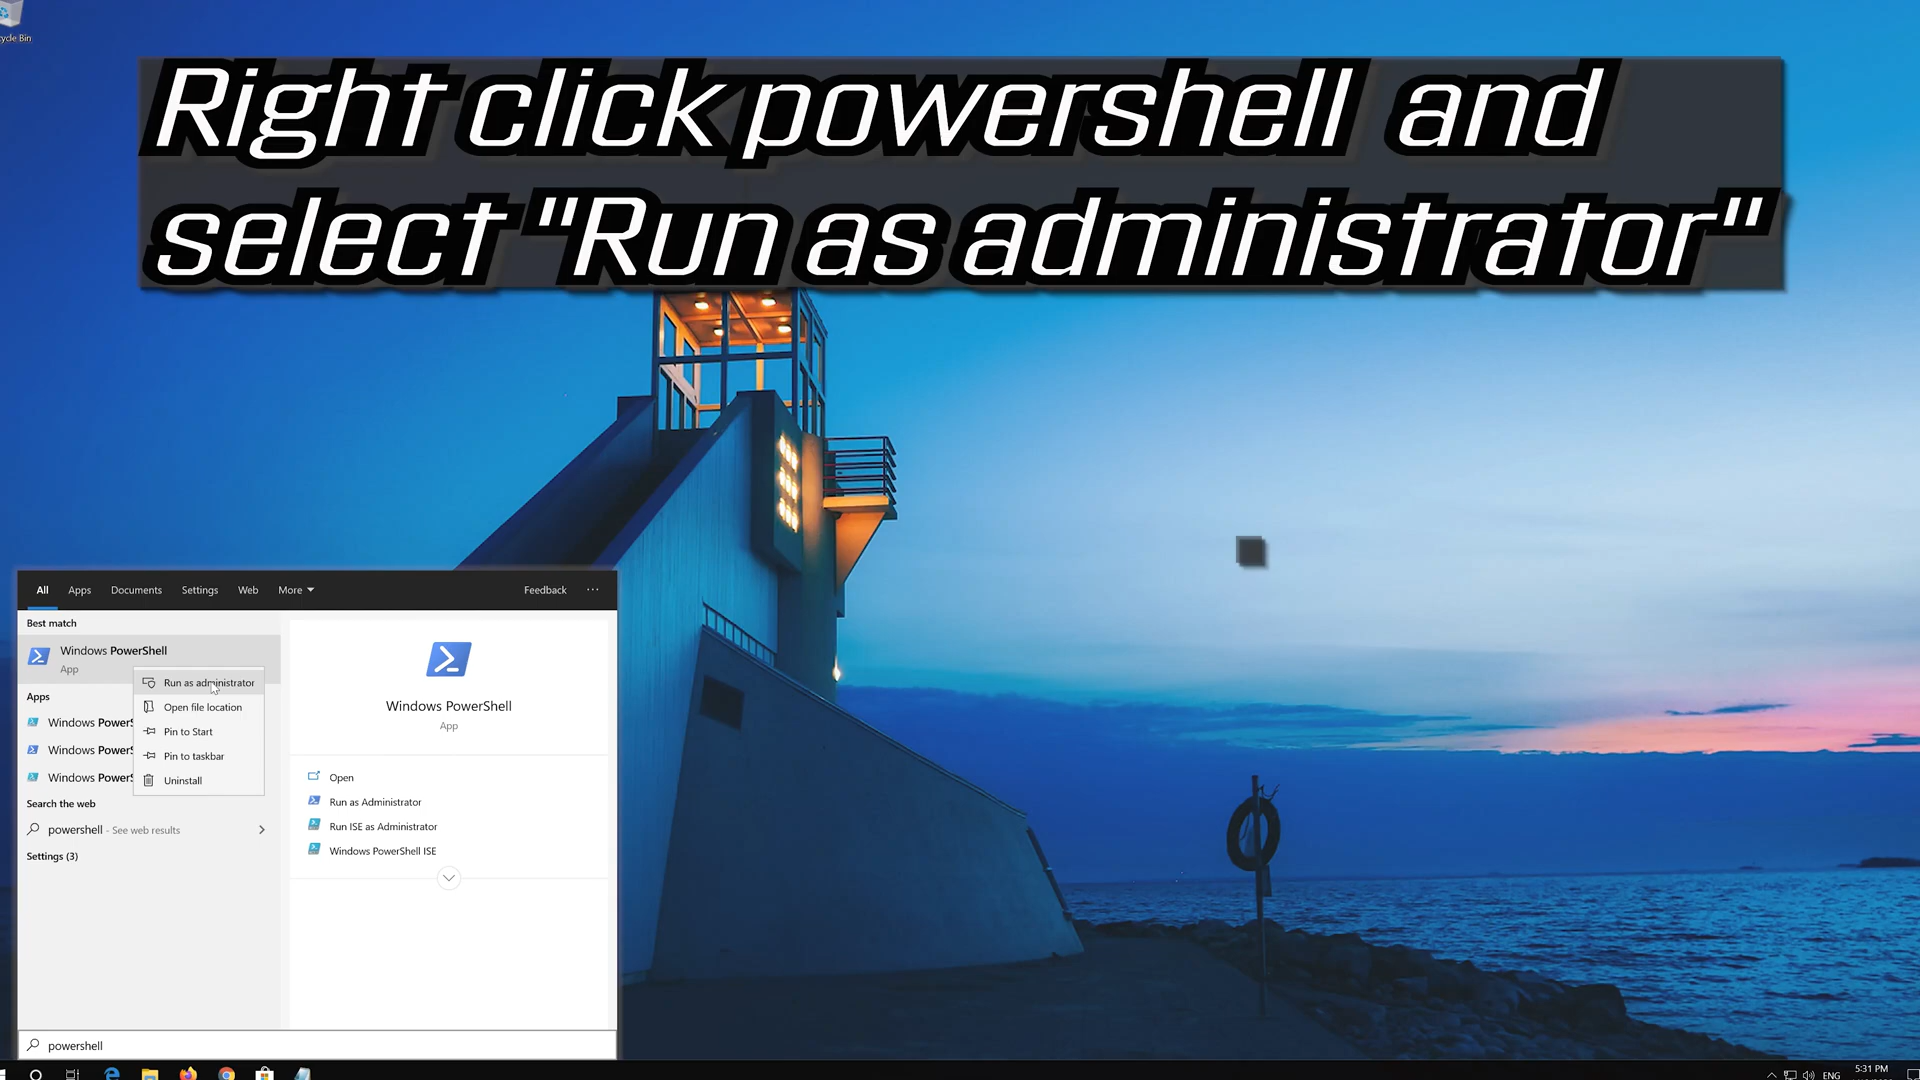 cycle Bin
Right click powershell and
select "Run as administrator"
All Apps Documents Settings Web More Feedback ...
Best match
Windows PowerShell
App
Run as administrator
Open file location
Pin to Start
Pin to taskbar
Uninstall
Apps
Windows PowerS
Windows PowerS
Windows PowerS
Search the web
powershell - See web results
Settings (3)
Windows PowerShell
App
Open
Run as Administrator
Run ISE as Administrator
Windows PowerShell ISE
powershell
ENG
5:31 PM